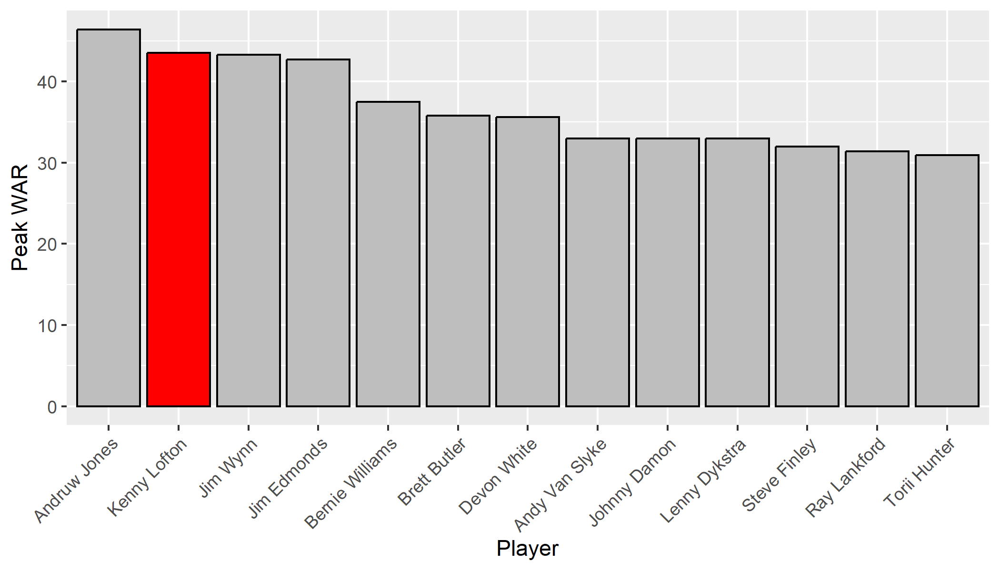 Peak WAR
40
30
20
10
0
Andruw Jones
Kenny Lofton
Jim Wynn
Jim Edmonds
Bernie Williams
Brett Butler
Devon White
Andy Van Slyke
Johnny Damon
Lenny Dykstra
Steve Finley
Ray Lankford
Torii Hunter
Player